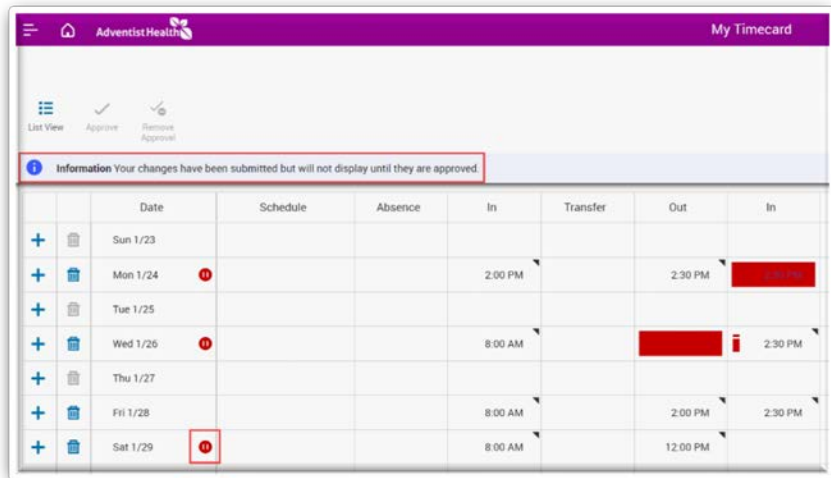 Adventist Health
My Timecard
List View
Approve
Remove Approval
Information Your changes have been submitted but will not display until they are approved.
Date Schedule Absence In Transfer Out In
Sun 1/23
Mon 1/24 2:00 PM 2:30 PM 2:30 PM
Tue 1/25
Wed 1/26 8:00 AM 2:30 PM
Thu 1/27
Fri 1/28 8:00 AM 2:00 PM 2:30 PM
Sat 1/29 8:00 AM 12:00 PM